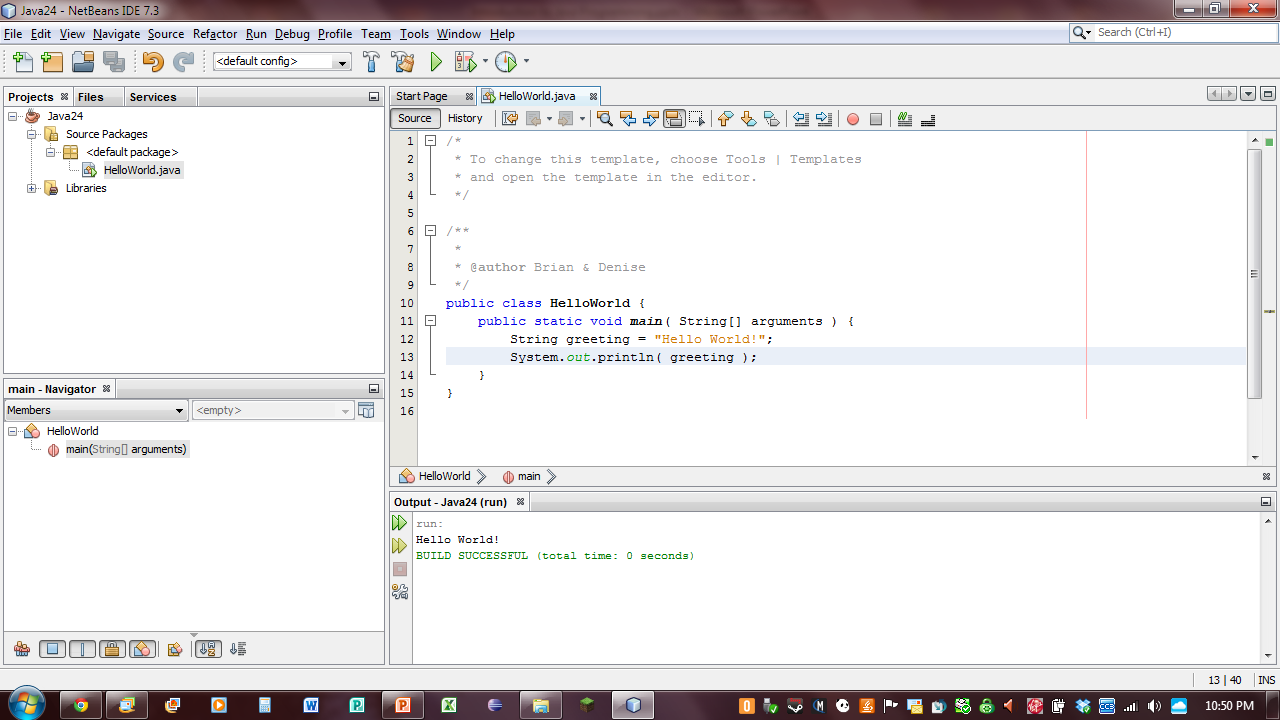 Java24 - NetBeans IDE 7.3
File Edit View Navigate Source Refactor Run Debug Profile Team Tools Window Help
Search (Ctrl+I)
<default config>
Projects Files Services
Java24
Source Packages
<default package>
HelloWorld.java
Libraries
main - Navigator
Members <empty>
HelloWorld
main(String[] arguments)
Start Page HelloWorld.java
Source History
1 /*
2 * To change this template, choose Tools | Templates
3 * and open the template in the editor.
4 */
5
6 /**
7 *
8 * @author Brian & Denise
9 */
10 public class HelloWorld {
11 public static void main( String[] arguments ) {
12 String greeting = "Hello World!";
13 System.out.println( greeting );
14 }
15 }
16
HelloWorld main
Output - Java24 (run)
run:
Hello World!
BUILD SUCCESSFUL (total time: 0 seconds)
13 | 40 INS
10:50 PM